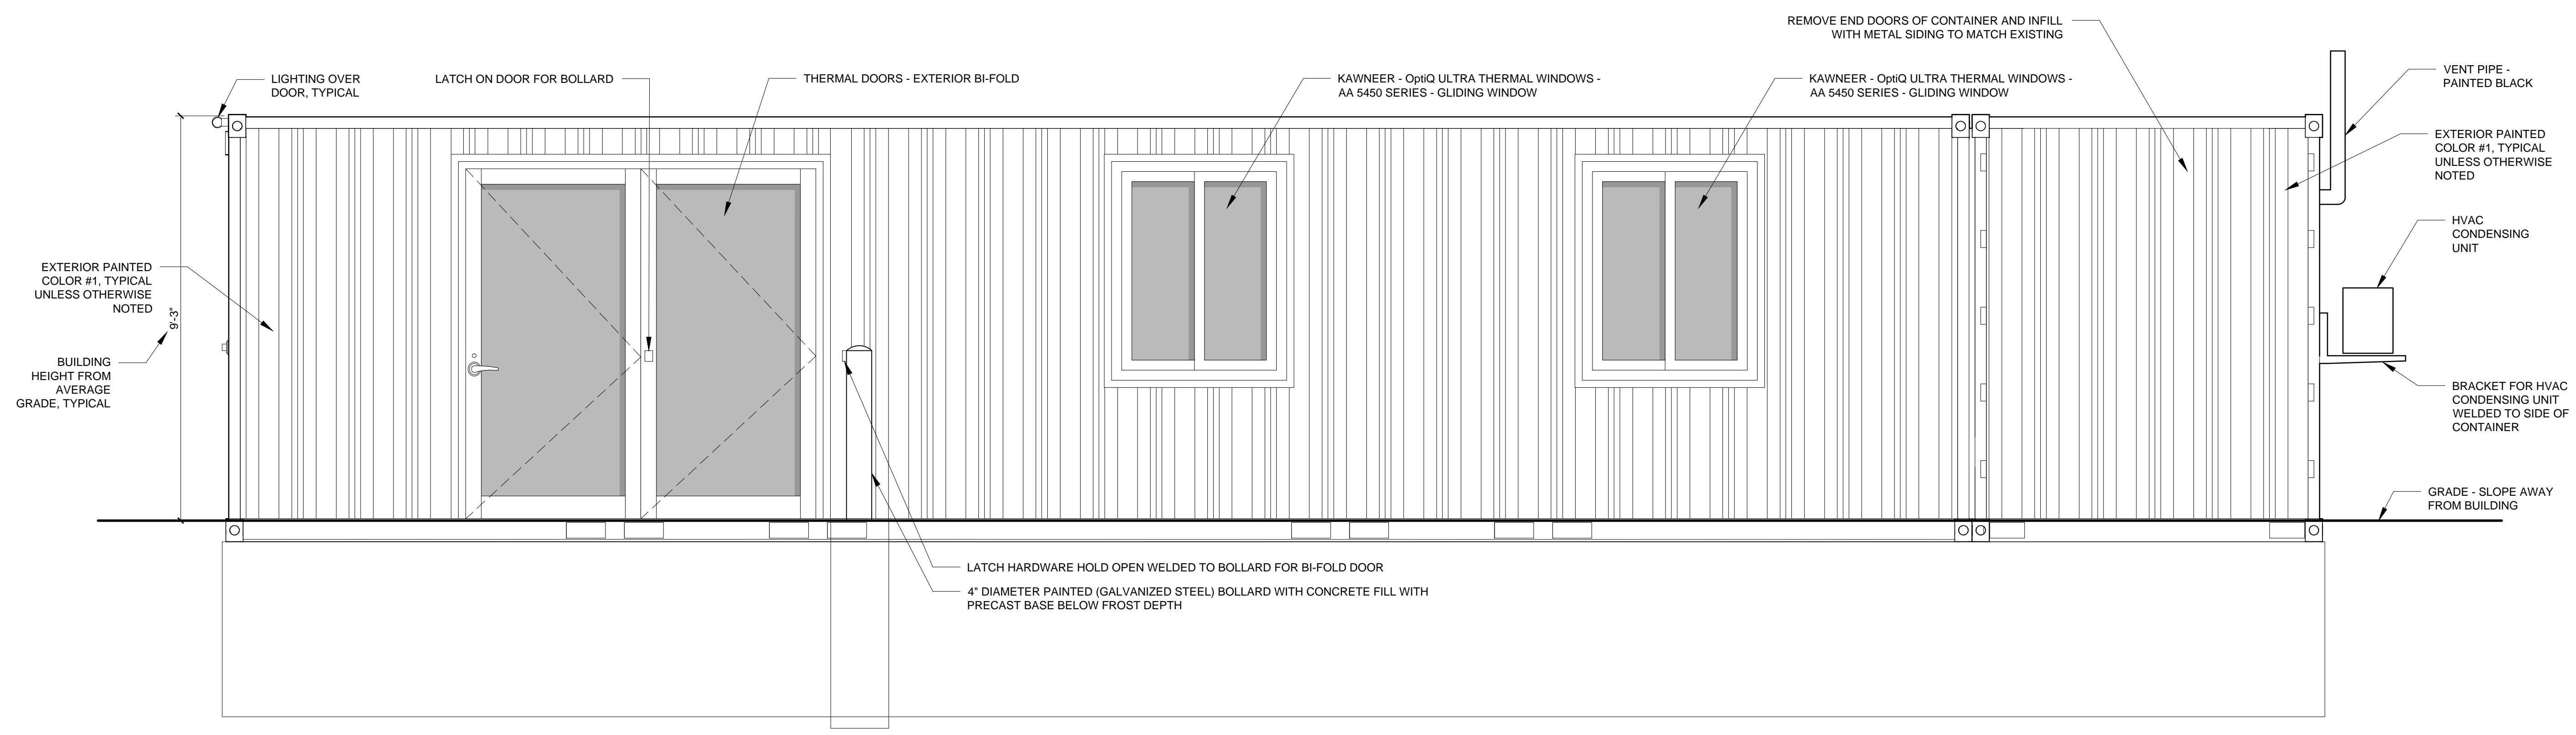 REMOVE END DOORS OF CONTAINER AND INFILL
WITH METAL SIDING TO MATCH EXISTING
LIGHTING OVER
DOOR, TYPICAL
LATCH ON DOOR FOR BOLLARD
THERMAL DOORS - EXTERIOR BI-FOLD
KAWNEER - OptiQ ULTRA THERMAL WINDOWS -
AA 5450 SERIES - GLIDING WINDOW
KAWNEER - OptiQ ULTRA THERMAL WINDOWS -
AA 5450 SERIES - GLIDING WINDOW
VENT PIPE -
PAINTED BLACK
EXTERIOR PAINTED
COLOR #1, TYPICAL
UNLESS OTHERWISE
NOTED
HVAC
CONDENSING
UNIT
EXTERIOR PAINTED
COLOR #1, TYPICAL
UNLESS OTHERWISE
NOTED
9'-3"
BUILDING
HEIGHT FROM
AVERAGE
GRADE, TYPICAL
BRACKET FOR HVAC
CONDENSING UNIT
WELDED TO SIDE OF
CONTAINER
GRADE - SLOPE AWAY
FROM BUILDING
LATCH HARDWARE HOLD OPEN WELDED TO BOLLARD FOR BI-FOLD DOOR
4" DIAMETER PAINTED (GALVANIZED STEEL) BOLLARD WITH CONCRETE FILL WITH
PRECAST BASE BELOW FROST DEPTH